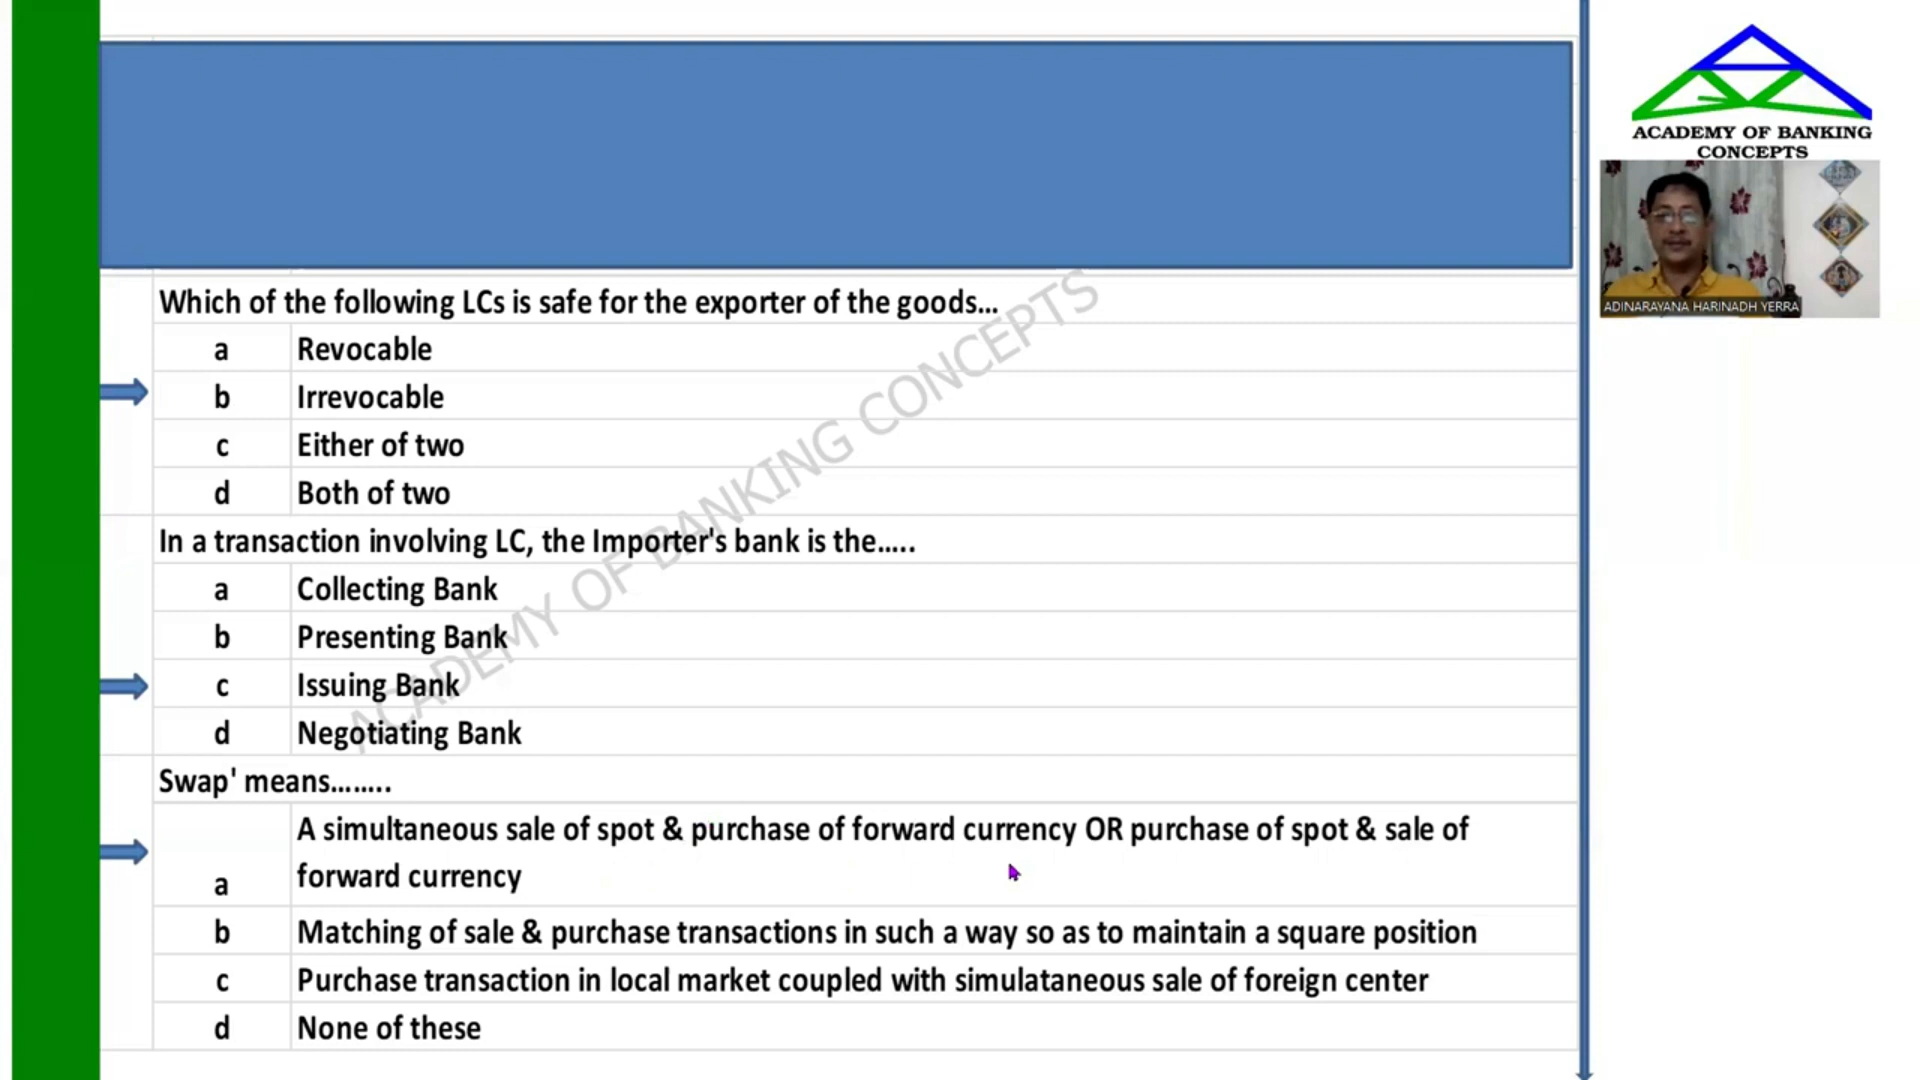 ACADEMY OF BANKING
CONCEPTS
ADINARAYANA HARINADH YERRA
Which of the following LCs is safe for the exporter of the goods...
a Revocable
b Irrevocable
c Either of two
d Both of two
In a transaction involving LC, the Importer's bank is the.....
a Collecting Bank
b Presenting Bank
c Issuing Bank
d Negotiating Bank
Swap' means........
A simultaneous sale of spot & purchase of forward currency OR purchase of spot & sale of
a forward currency
b Matching of sale & purchase transactions in such a way so as to maintain a square position
c Purchase transaction in local market coupled with simulataneous sale of foreign center
d None of these
ACADEMY OF BANKING CONCEPTS